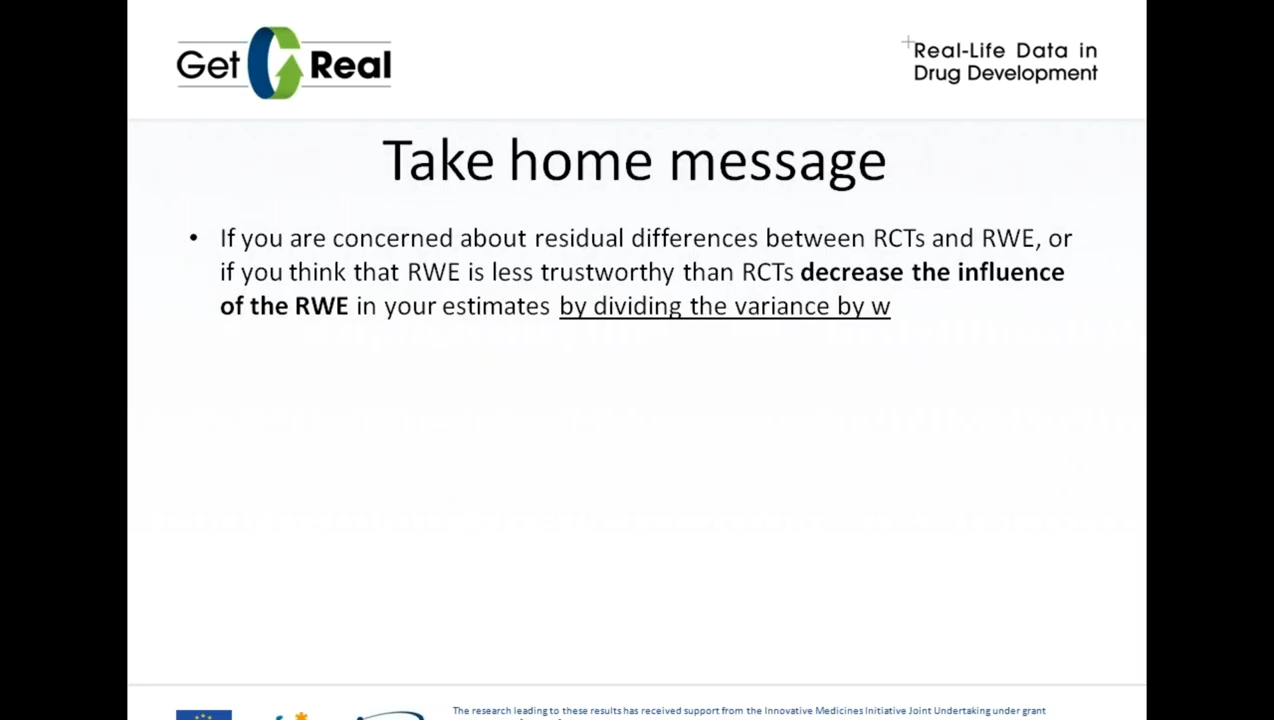 Get Real
Real-Life Data in
Drug Development
Take home message
• If you are concerned about residual differences between RCTs and RWE, or
if you think that RWE is less trustworthy than RCTs decrease the influence
of the RWE in your estimates by dividing the variance by w
The research leading to these results has received support from the Innovative Medicines Initiative Joint Undertaking under grant